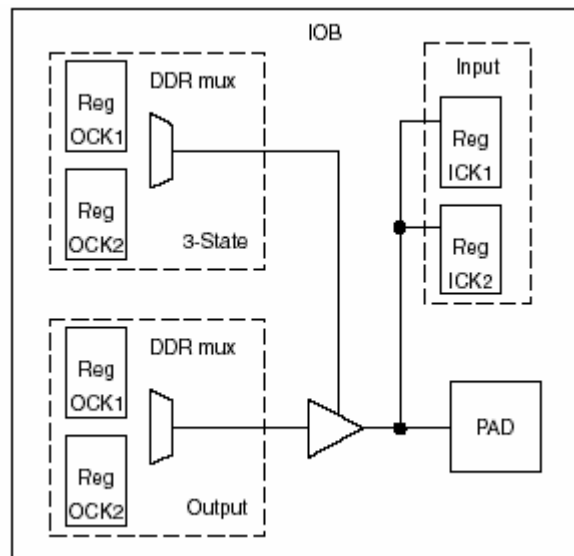 IOB
DDR mux
Reg
OCK1
Reg
OCK2
3-State
Input
Reg
ICK1
Reg
ICK2
DDR mux
Reg
OCK1
Reg
OCK2
Output
PAD